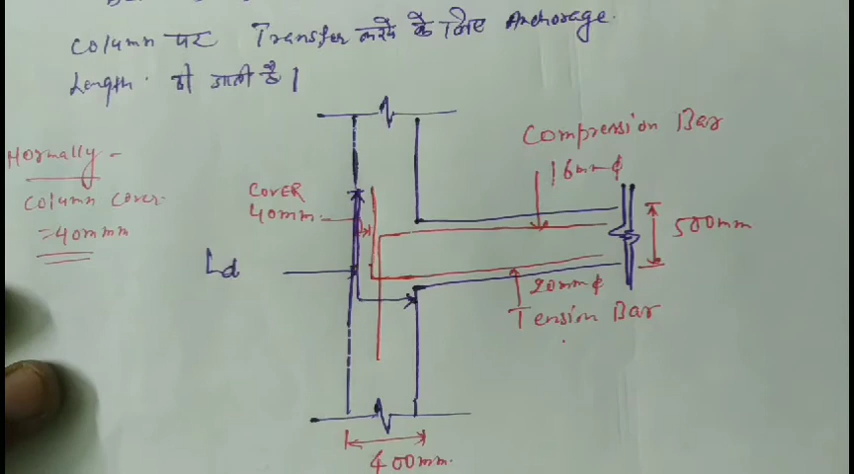 column पर Transfer करने के लिए Anchorage.
Length. दी जाती है।
Normally -
column cover.
=40mm
COVER
40mm.
Ld
Compression Bar
16mm ϕ
500mm
20mm ϕ
Tension Bar
400mm.